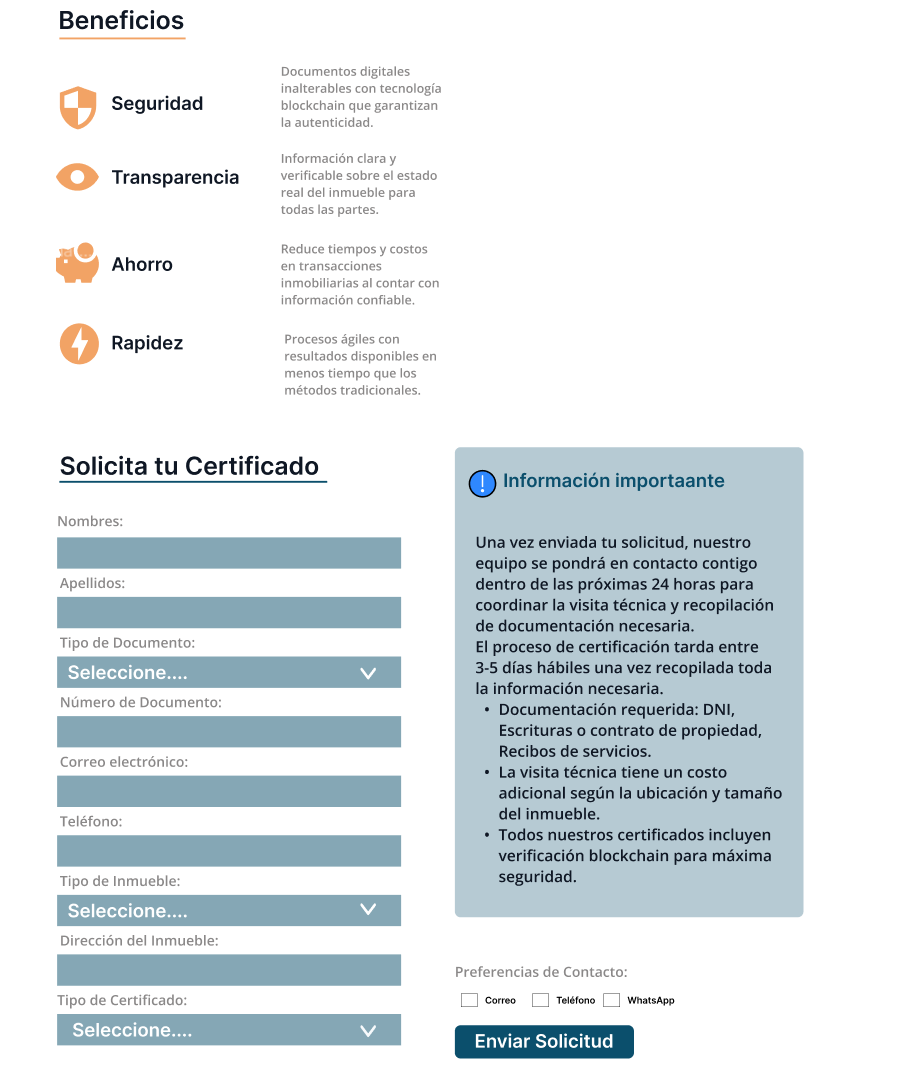 Beneficios
Seguridad
Documentos digitales
inalterables con tecnología
blockchain que garantizan
la autenticidad.
Transparencia
Información clara y
verificable sobre el estado
real del inmueble para
todas las partes.
Ahorro
Reduce tiempos y costos
en transacciones
inmobiliarias al contar con
información confiable.
Rapidez
Procesos ágiles con
resultados disponibles en
menos tiempo que los
métodos tradicionales.
Solicita tu Certificado
Nombres:
Apellidos:
Tipo de Documento:
Seleccione....
Número de Documento:
Correo electrónico:
Teléfono:
Tipo de Inmueble:
Seleccione....
Dirección del Inmueble:
Tipo de Certificado:
Seleccione....
Información importaante
Una vez enviada tu solicitud, nuestro
equipo se pondrá en contacto contigo
dentro de las próximas 24 horas para
coordinar la visita técnica y recopilación
de documentación necesaria.
El proceso de certificación tarda entre
3-5 días hábiles una vez recopilada toda
la información necesaria.
• Documentación requerida: DNI,
Escrituras o contrato de propiedad,
Recibos de servicios.
• La visita técnica tiene un costo
adicional según la ubicación y tamaño
del inmueble.
• Todos nuestros certificados incluyen
verificación blockchain para máxima
seguridad.
Preferencias de Contacto:
Correo Teléfono WhatsApp
Enviar Solicitud